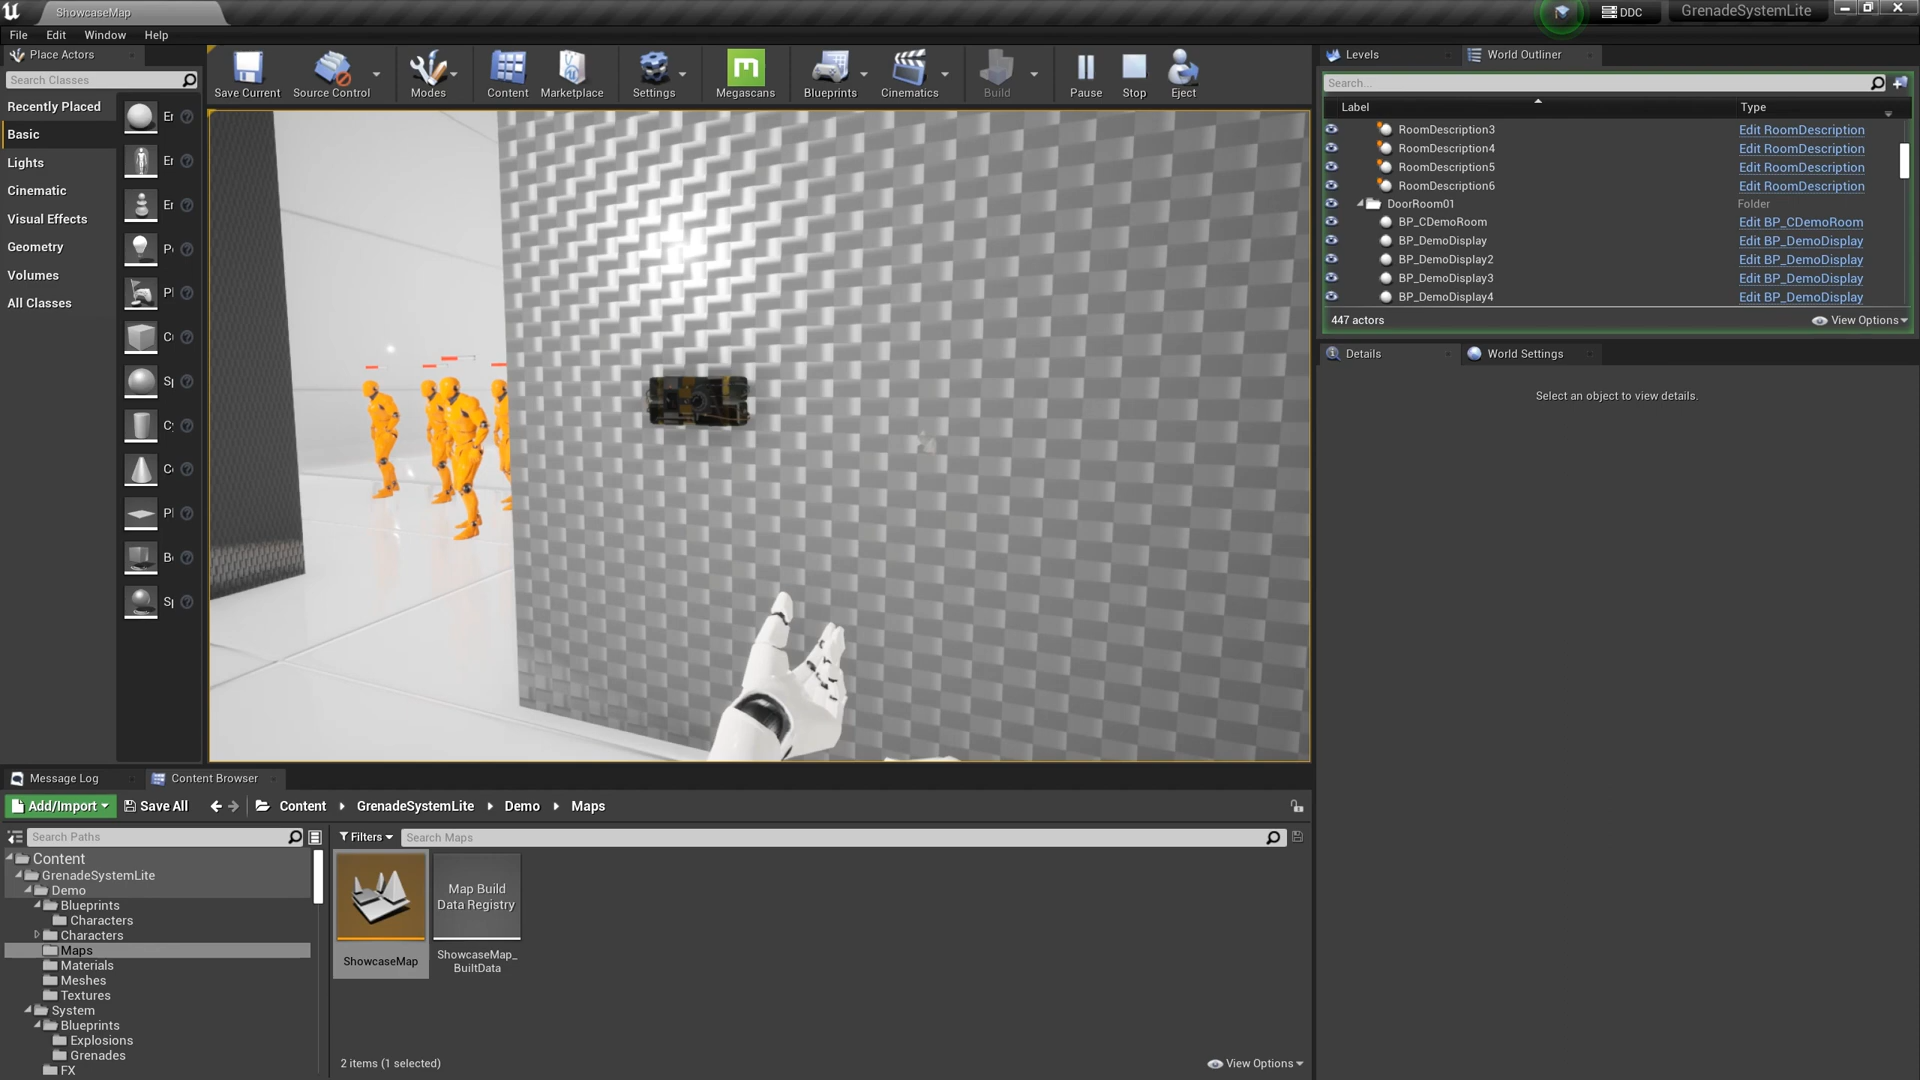 ShowcaseMap
DDC
GrenadeSystemLite
File Edit Window Help
Place Actors
Search Classes
Recently Placed
Basic
Lights
Cinematic
Visual Effects
Geometry
Volumes
All Classes
Save Current
Source Control
Modes
Content
Marketplace
Settings
Megascans
Blueprints
Cinematics
Build
Pause
Stop
Eject
Levels
World Outliner
Search...
Label Type
RoomDescription3 Edit RoomDescription
RoomDescription4 Edit RoomDescription
RoomDescription5 Edit RoomDescription
RoomDescription6 Edit RoomDescription
DoorRoom01 Folder
BP_CDemoRoom Edit BP_CDemoRoom
BP_DemoDisplay Edit BP_DemoDisplay
BP_DemoDisplay2 Edit BP_DemoDisplay
BP_DemoDisplay3 Edit BP_DemoDisplay
BP_DemoDisplay4 Edit BP_DemoDisplay
447 actors View Options
Details
World Settings
Select an object to view details.
Message Log
Content Browser
Add/Import
Save All
Content GrenadeSystemLite Demo Maps
Search Paths
Filters
Search Maps
Content
GrenadeSystemLite
Demo
Blueprints
Characters
Characters
Maps
Materials
Meshes
Textures
System
Blueprints
Explosions
Grenades
FX
Map Build
Data Registry
ShowcaseMap
ShowcaseMap_
BuiltData
2 items (1 selected)
View Options